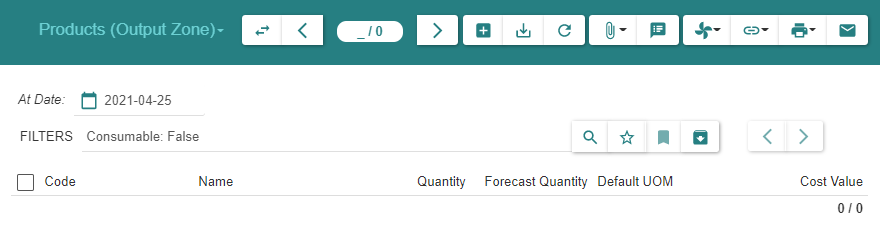 Products (Output Zone)
_ / 0
At Date: 2021-04-25
FILTERS Consumable: False
Code Name Quantity Forecast Quantity Default UOM Cost Value
0 / 0